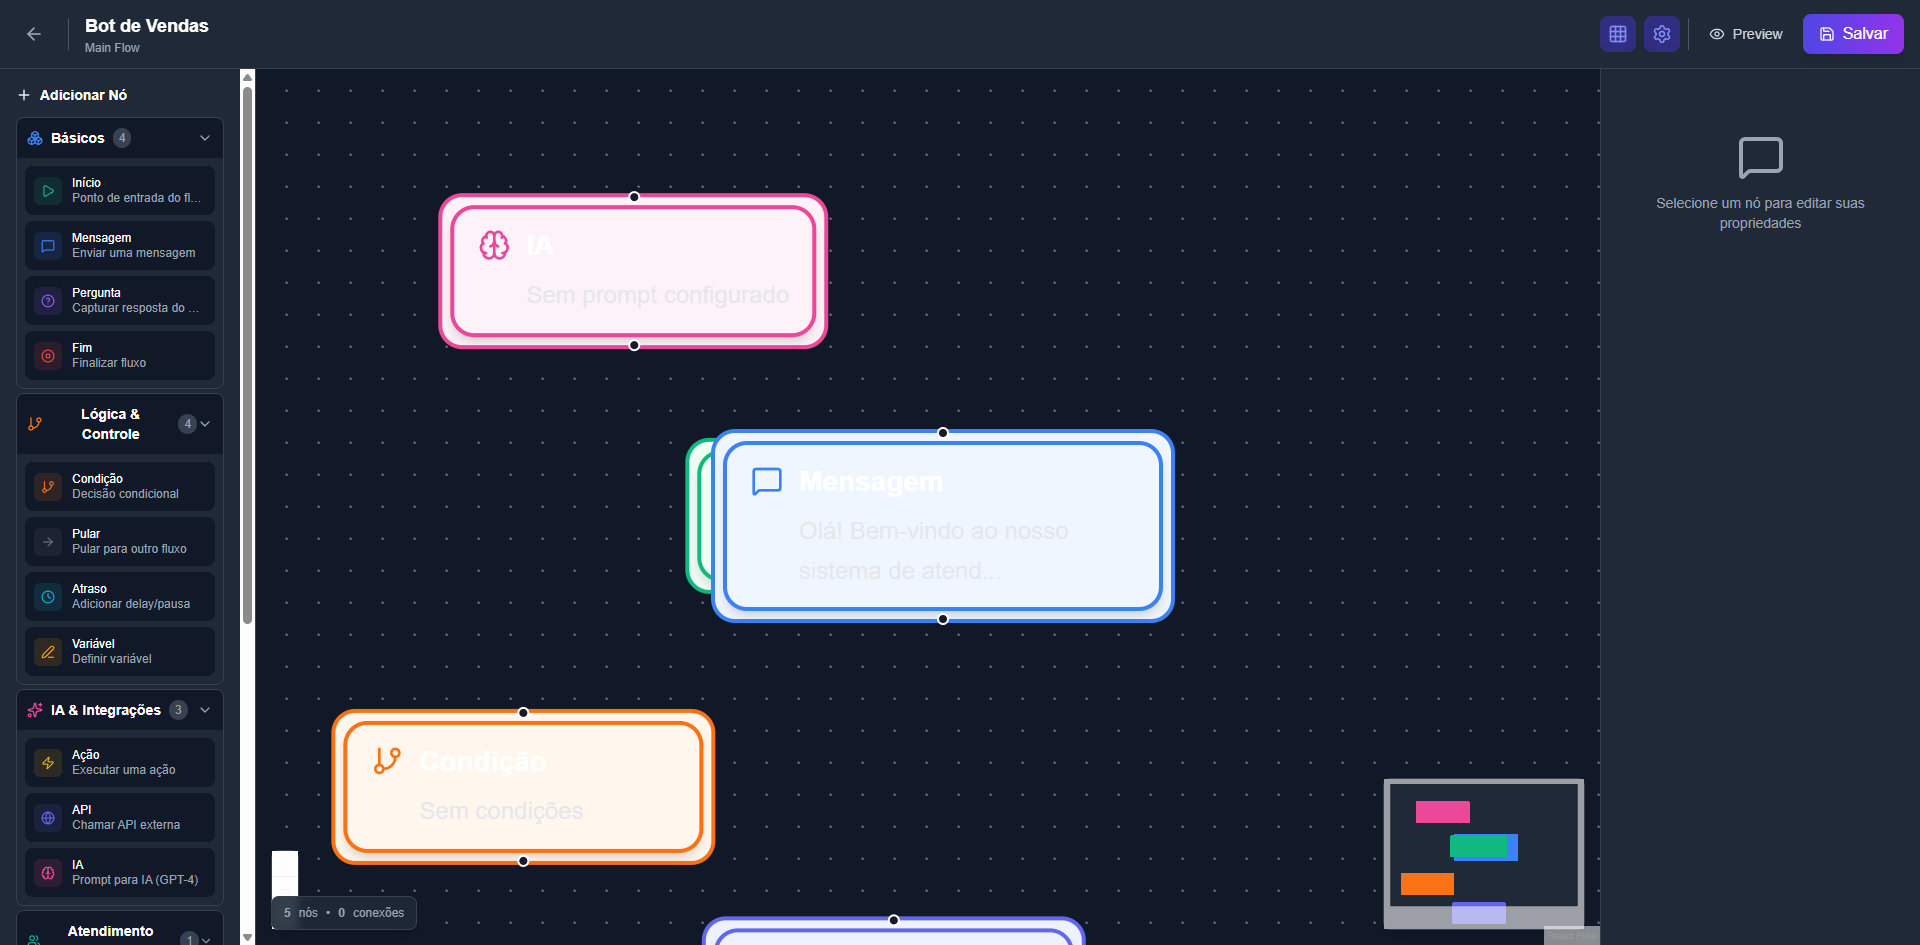 Bot de Vendas
Main Flow
Preview
Salvar
Adicionar Nó
Básicos 4
Início
Ponto de entrada do fl...
Mensagem
Enviar uma mensagem
Pergunta
Capturar resposta do ...
Fim
Finalizar fluxo
Lógica &
Controle
4
Condição
Decisão condicional
Pular
Pular para outro fluxo
Atraso
Adicionar delay/pausa
Variável
Definir variável
IA & Integrações 3
Ação
Executar uma ação
API
Chamar API externa
IA
Prompt para IA (GPT-4)
Atendimento
1
IA
Sem prompt configurado
Mensagem
Olá! Bem-vindo ao nosso
sistema de atend...
Condição
Sem condições
5 nós • 0 conexões
React Flow
Selecione um nó para editar suas
propriedades